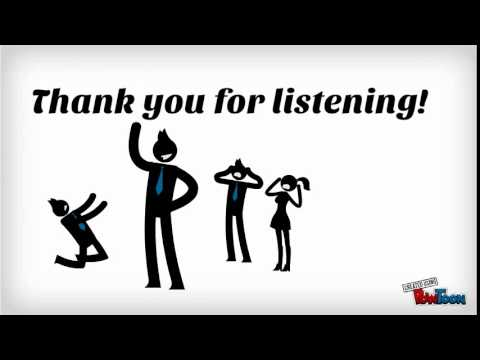 Thank you for listening!
CREATED USING
POWTOON